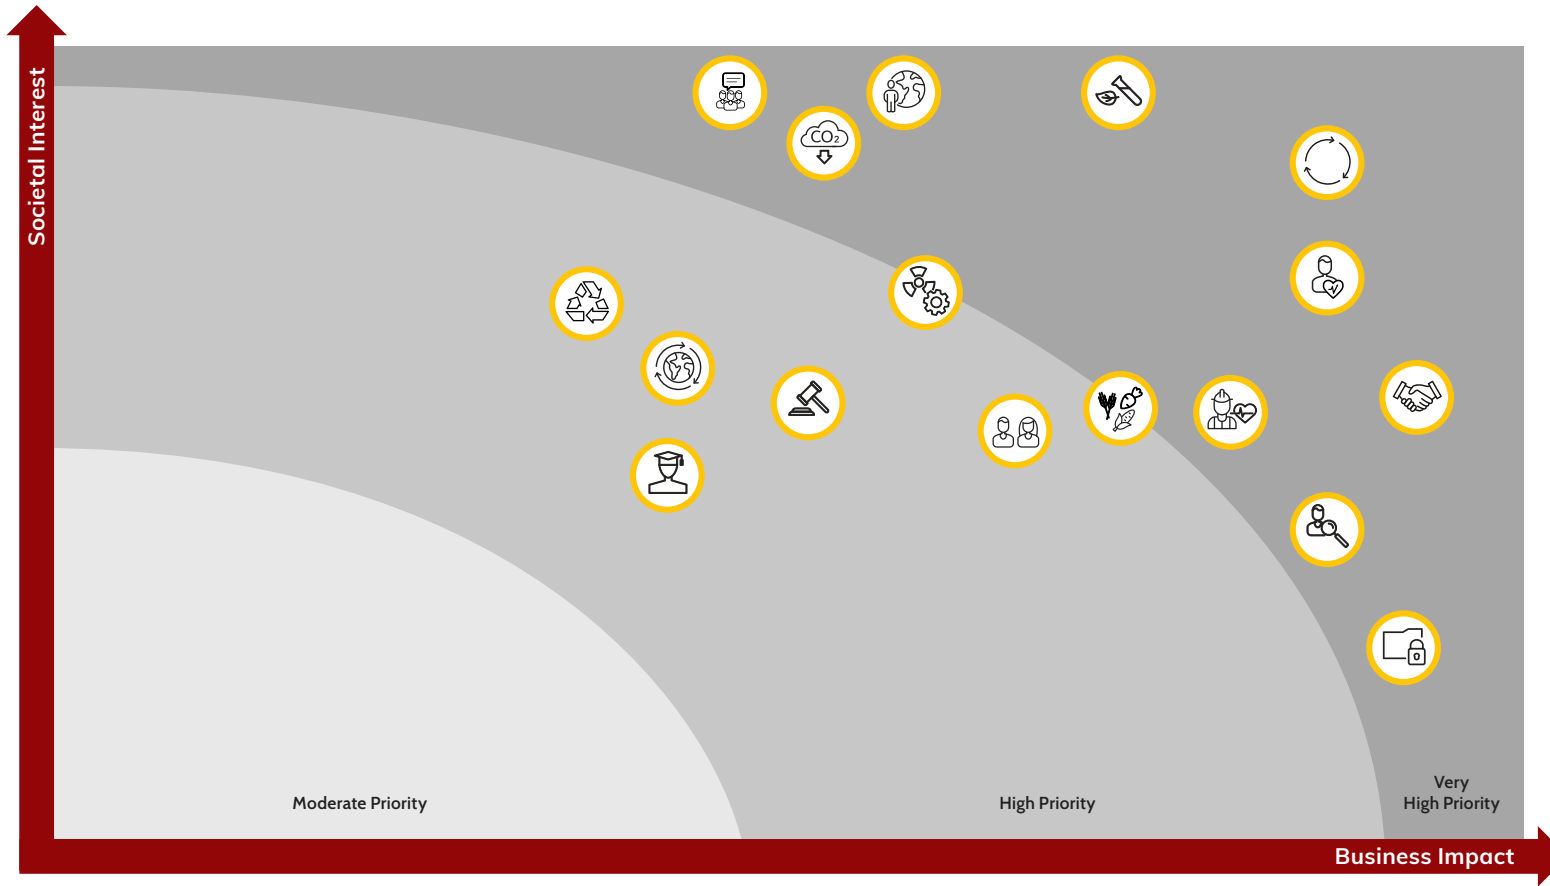 Societal Interest
CO₂
Moderate Priority
High Priority
Very
High Priority
Business Impact